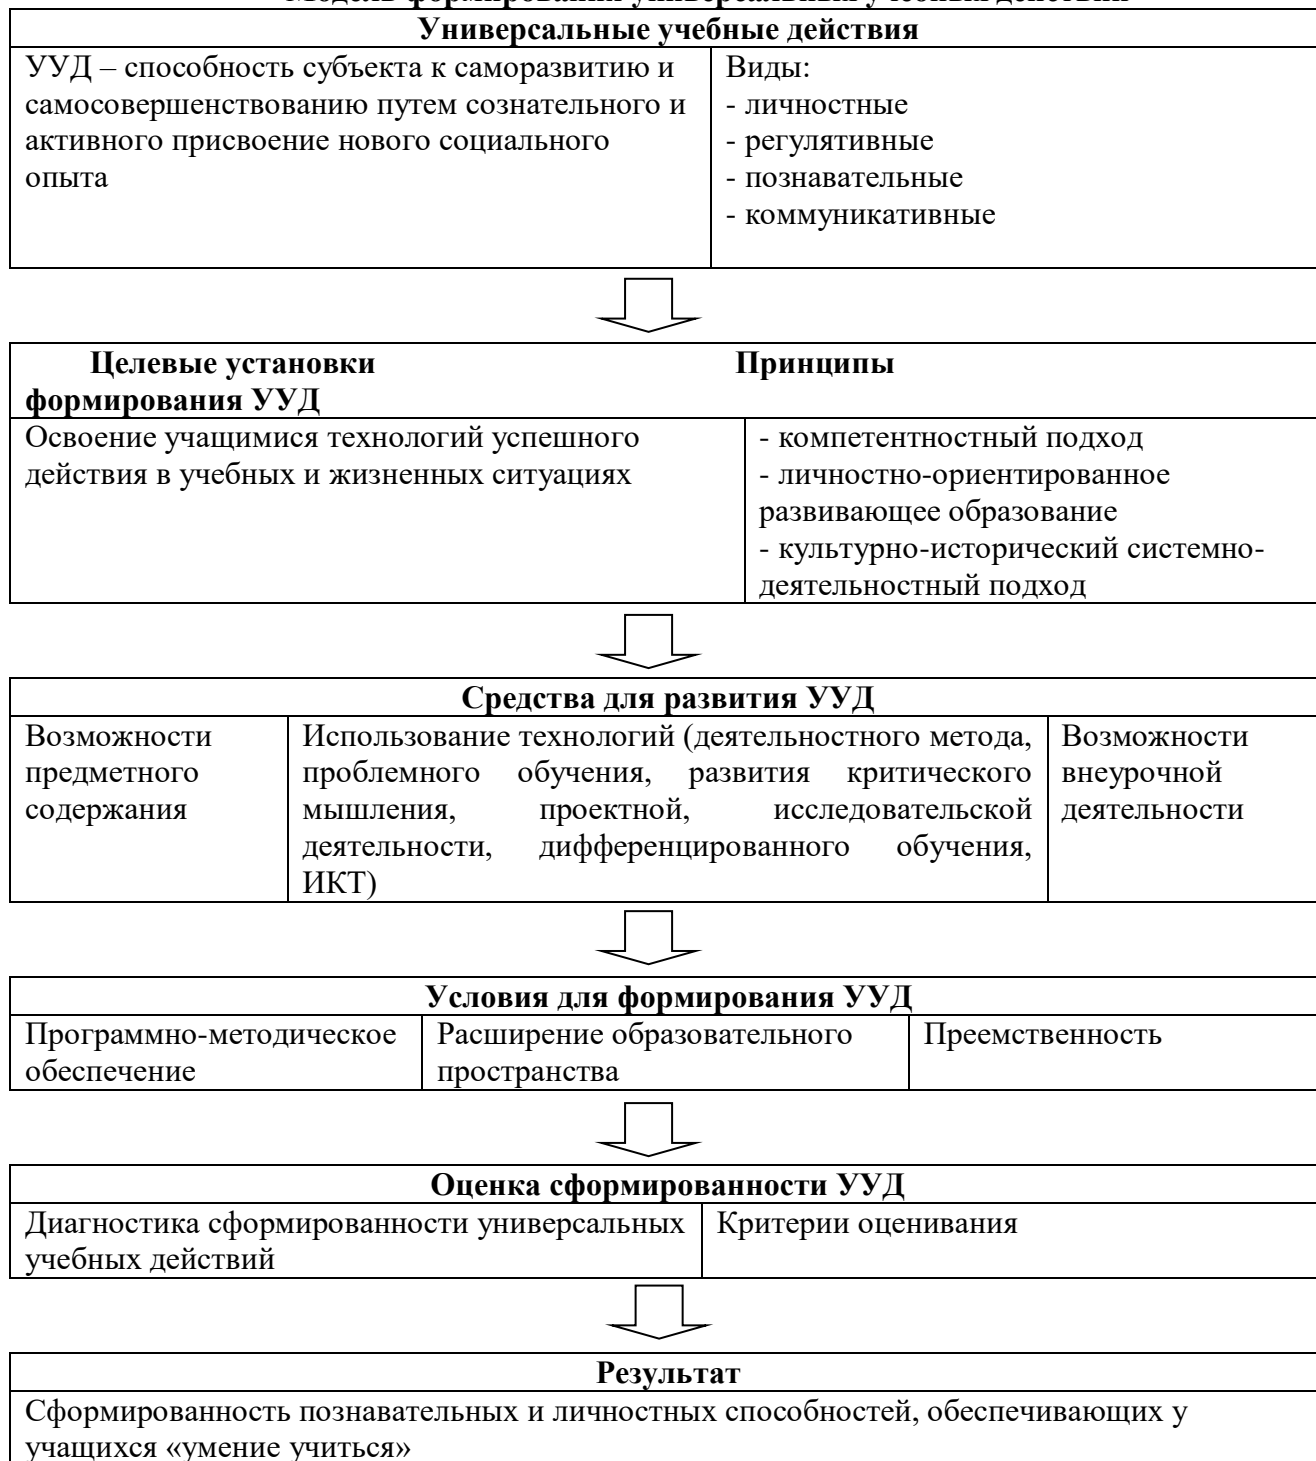 Модель формирования универсальных учебных действий
Универсальные учебные действия
УУД – способность субъекта к саморазвитию и
самосовершенствованию путем сознательного и
активного присвоение нового социального
опыта
Виды:
- личностные
- регулятивные
- познавательные
- коммуникативные
Целевые установки
формирования УУД
Принципы
Освоение учащимися технологий успешного
действия в учебных и жизненных ситуациях
- компетентностный подход
- личностно-ориентированное
развивающее образование
- культурно-исторический системно-
деятельностный подход
Средства для развития УУД
Возможности
предметного
содержания
Использование технологий (деятельностного метода,
проблемного обучения, развития критического
мышления, проектной, исследовательской
деятельности, дифференцированного обучения,
ИКТ)
Возможности
внеурочной
деятельности
Условия для формирования УУД
Программно-методическое
обеспечение
Расширение образовательного
пространства
Преемственность
Оценка сформированности УУД
Диагностика сформированности универсальных
учебных действий
Критерии оценивания
Результат
Сформированность познавательных и личностных способностей, обеспечивающих у
учащихся «умение учиться»